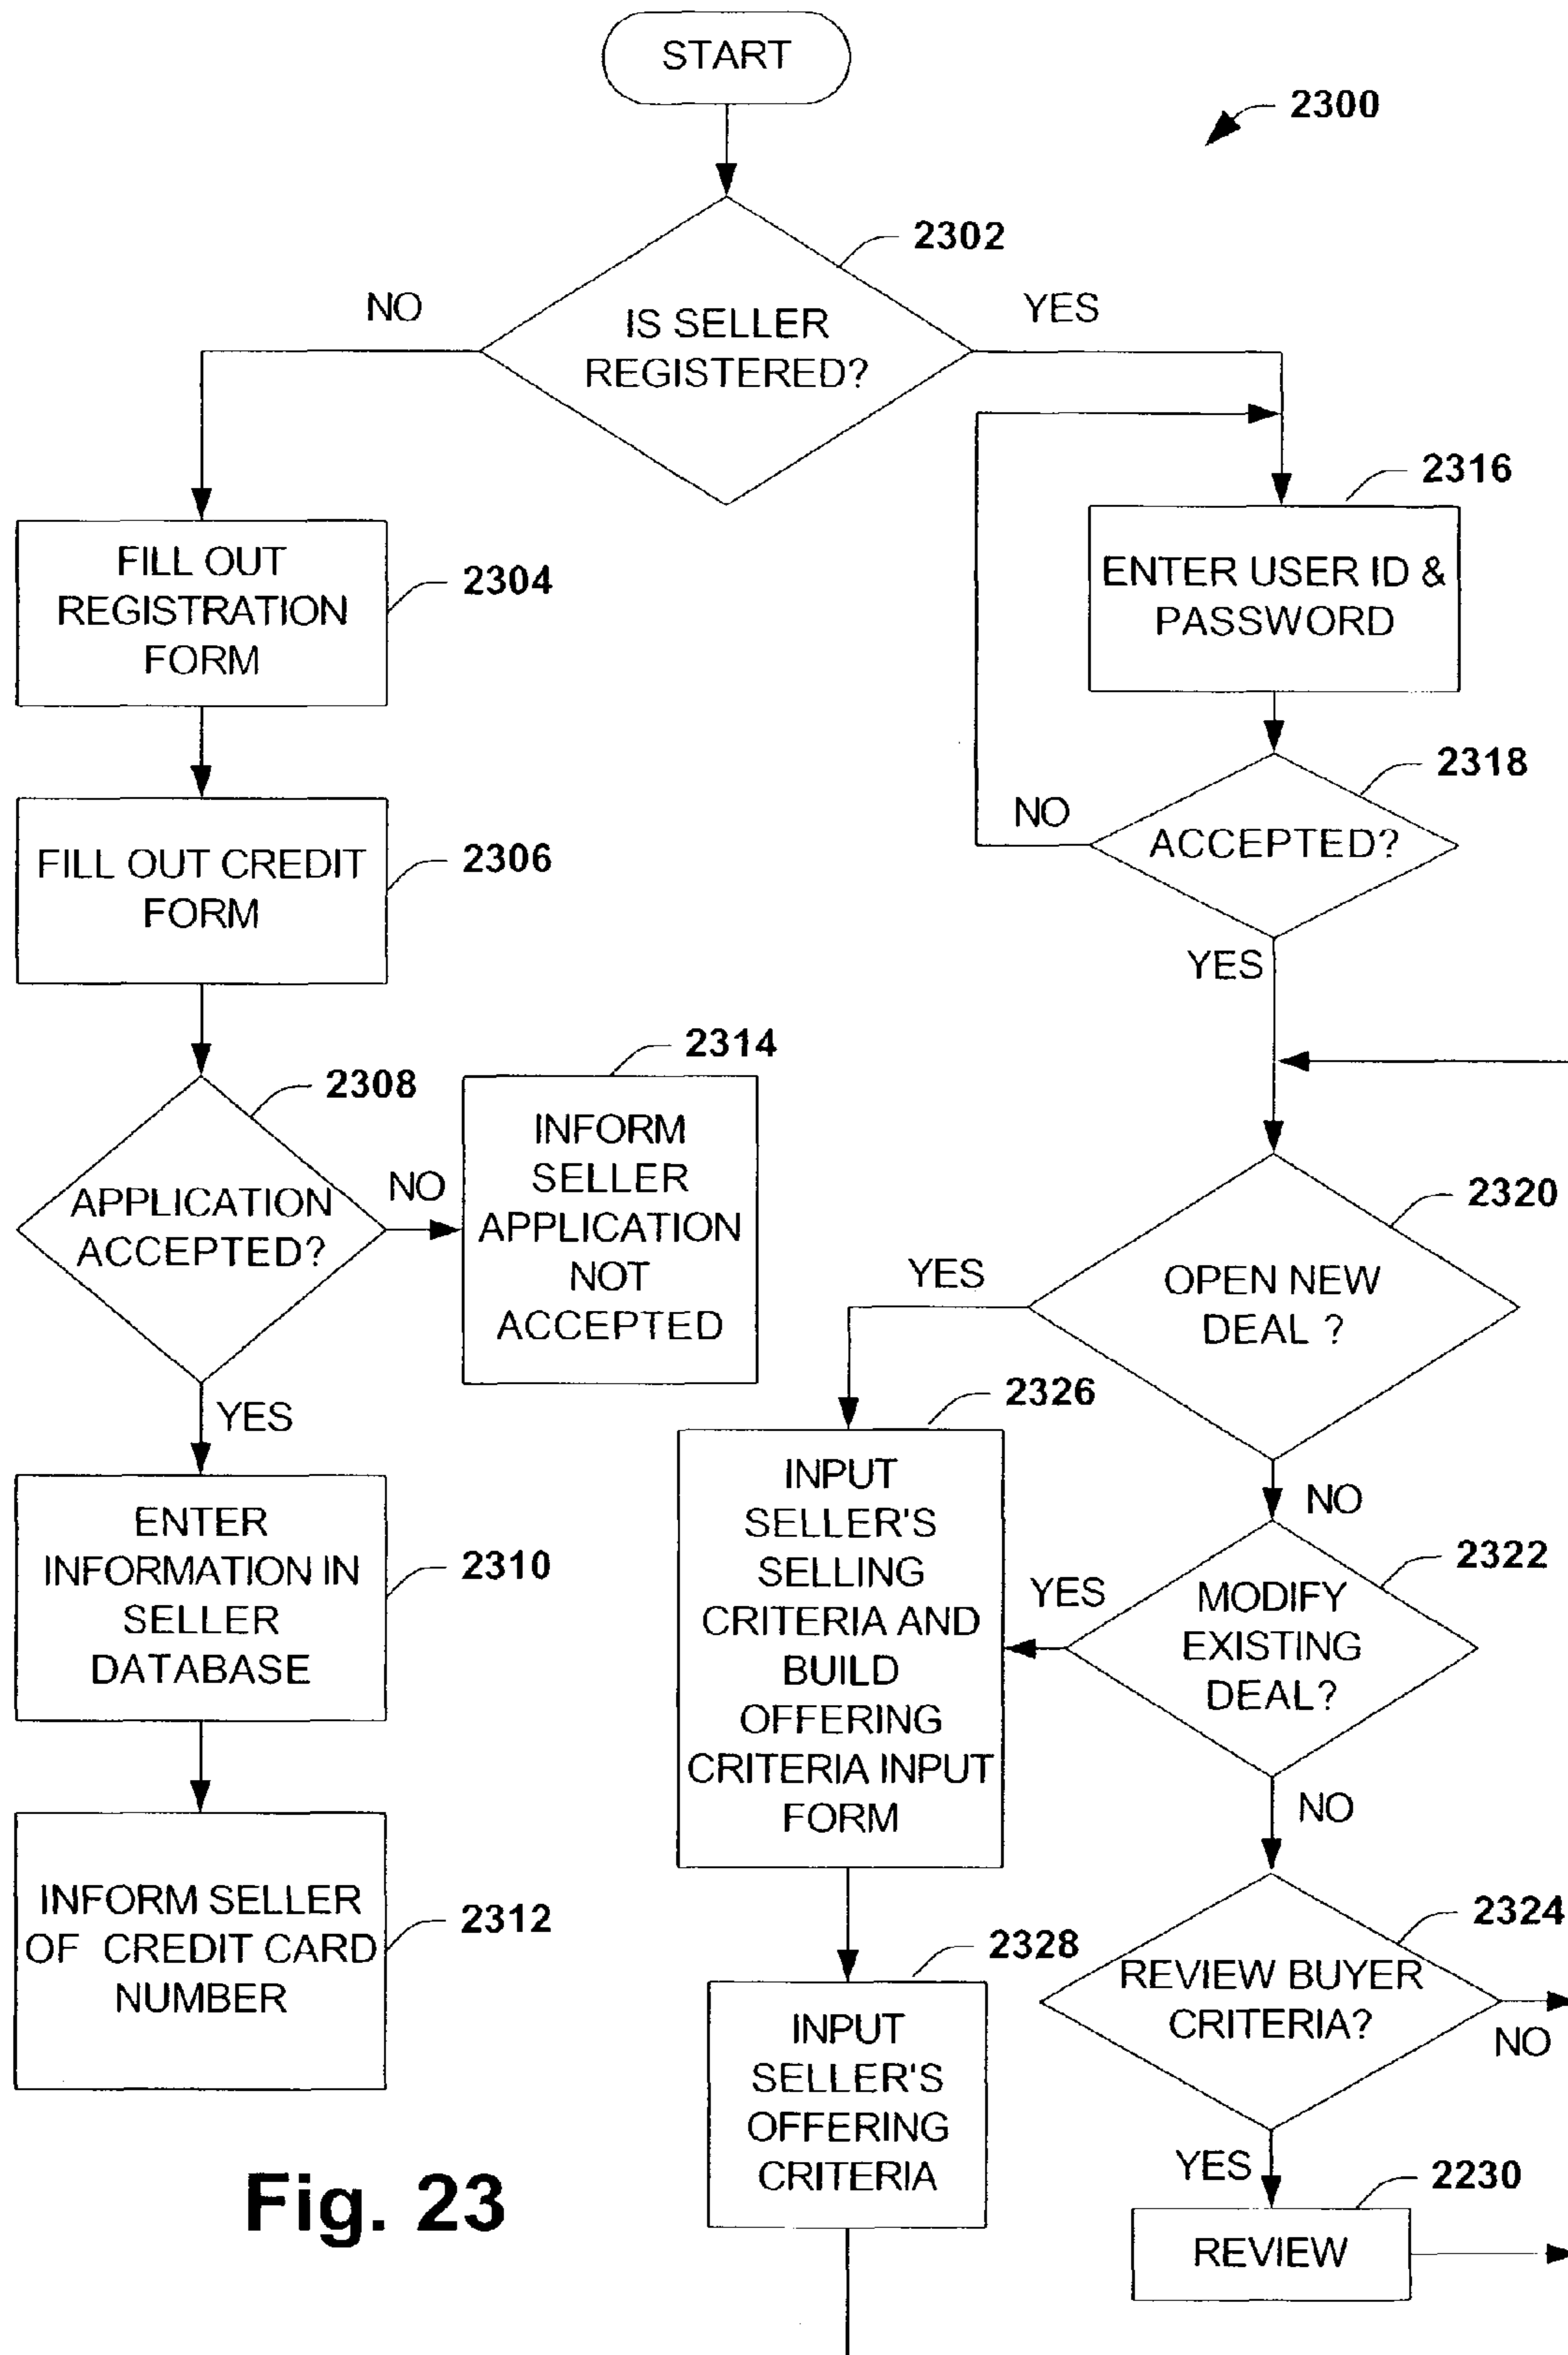 START
2300
2302
NO
YES
IS SELLER
REGISTERED?
2316
FILL OUT
REGISTRATION
FORM
2304
ENTER USER ID &
PASSWORD
2318
NO
ACCEPTED?
YES
FILL OUT CREDIT
FORM
2306
2314
2308
INFORM
SELLER
APPLICATION
NOT
ACCEPTED
NO
APPLICATION
ACCEPTED?
YES
2320
YES
OPEN NEW
DEAL ?
NO
2326
INPUT
SELLER'S
SELLING
CRITERIA AND
BUILD
OFFERING
CRITERIA INPUT
FORM
ENTER
INFORMATION IN
SELLER
DATABASE
2310
2322
YES
MODIFY
EXISTING
DEAL?
NO
INFORM SELLER
OF CREDIT CARD
NUMBER
2312
2328
INPUT
SELLER'S
OFFERING
CRITERIA
2324
REVIEW BUYER
CRITERIA?
NO
YES
2230
REVIEW
Fig. 23